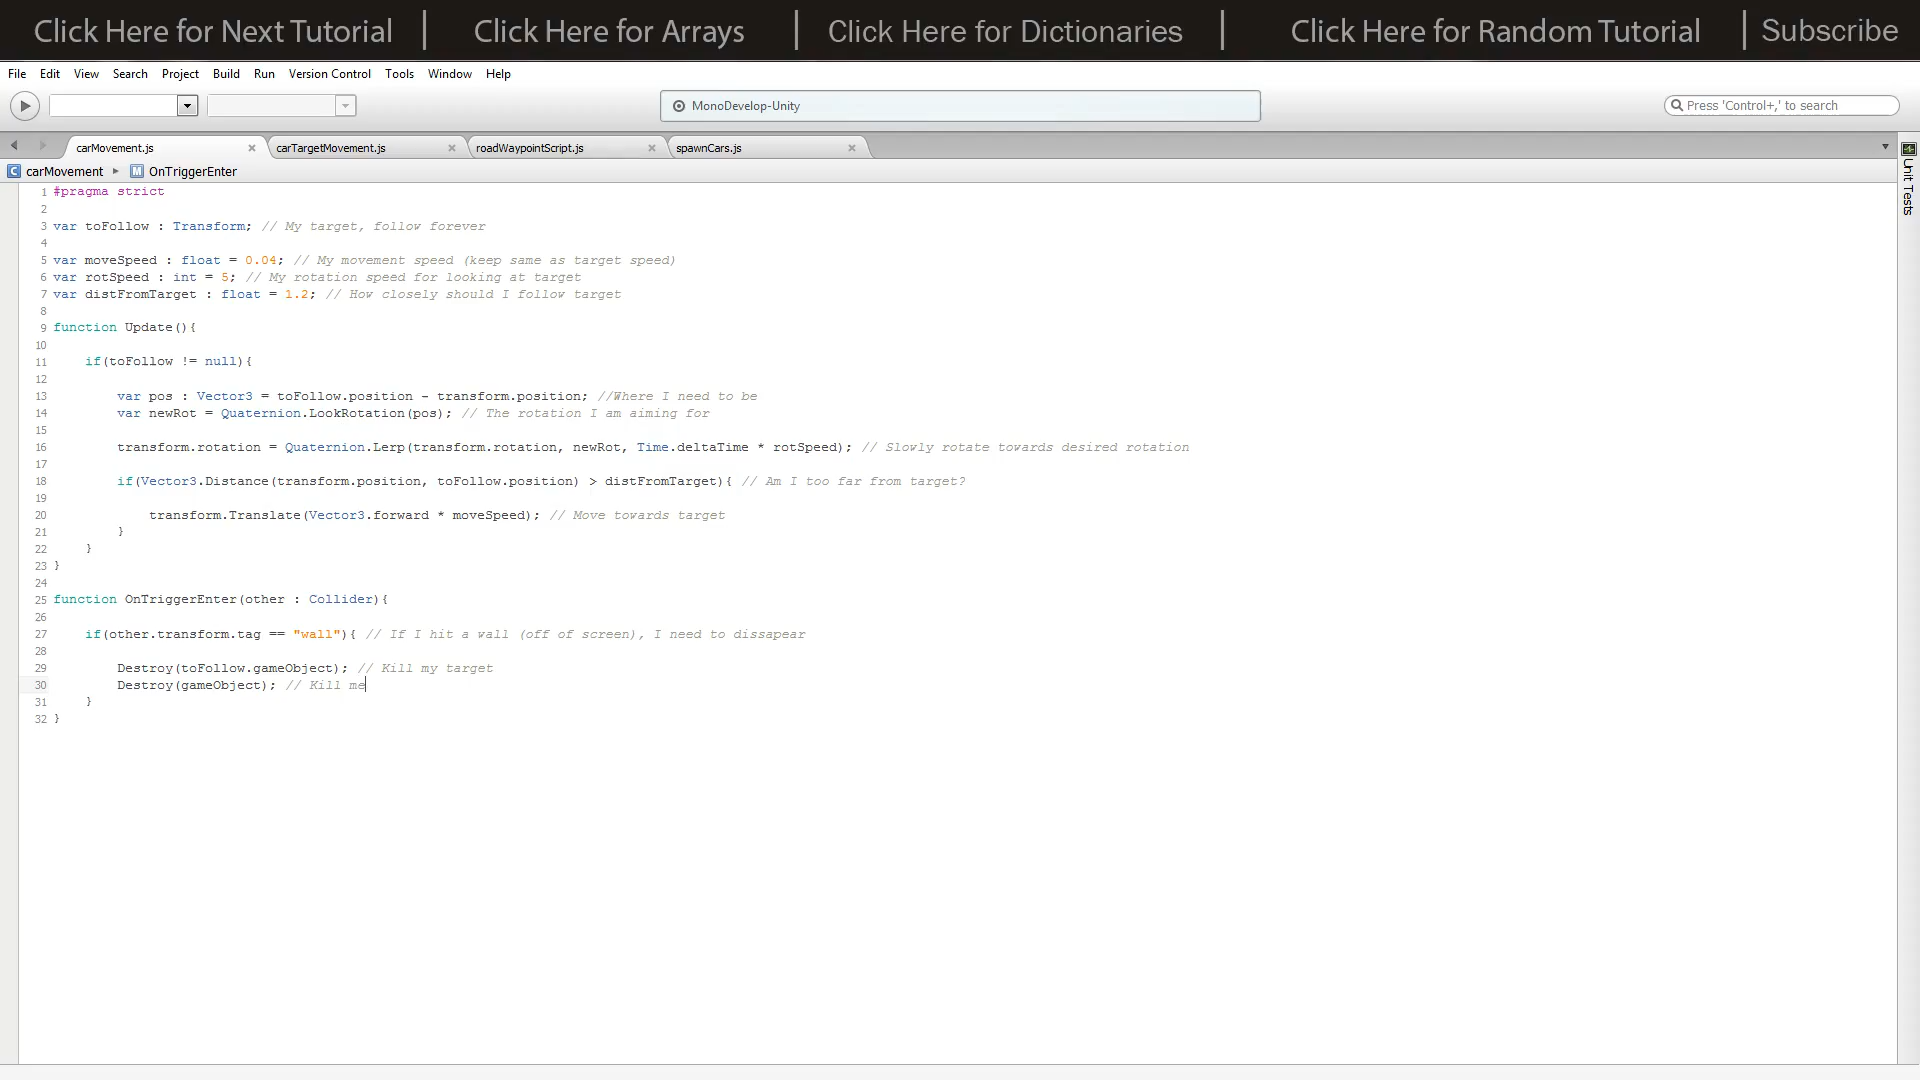 Click Here for Next Tutorial | Click Here for Arrays | Click Here for Dictionaries | Click Here for Random Tutorial | Subscribe
File Edit View Search Project Build Run Version Control Tools Window Help
MonoDevelop-Unity
Press 'Control+,' to search
carMovement.js carTargetMovement.js roadWaypointScript.js spawnCars.js
carMovement OnTriggerEnter
Unit Tests
1 #pragma strict
2
3 var toFollow : Transform; // My target, follow forever
4
5 var moveSpeed : float = 0.04; // My movement speed (keep same as target speed)
6 var rotSpeed : int = 5; // My rotation speed for looking at target
7 var distFromTarget : float = 1.2; // How closely should I follow target
8
9 function Update(){
10
11     if(toFollow != null){
12
13         var pos : Vector3 = toFollow.position - transform.position; //Where I need to be
14         var newRot = Quaternion.LookRotation(pos); // The rotation I am aiming for
15
16         transform.rotation = Quaternion.Lerp(transform.rotation, newRot, Time.deltaTime * rotSpeed); // Slowly rotate towards desired rotation
17
18         if(Vector3.Distance(transform.position, toFollow.position) > distFromTarget){ // Am I too far from target?
19
20             transform.Translate(Vector3.forward * moveSpeed); // Move towards target
21         }
22     }
23 }
24
25 function OnTriggerEnter(other : Collider){
26
27     if(other.transform.tag == "wall"){ // If I hit a wall (off of screen), I need to dissapear
28
29         Destroy(toFollow.gameObject); // Kill my target
30         Destroy(gameObject); // Kill me
31     }
32 }